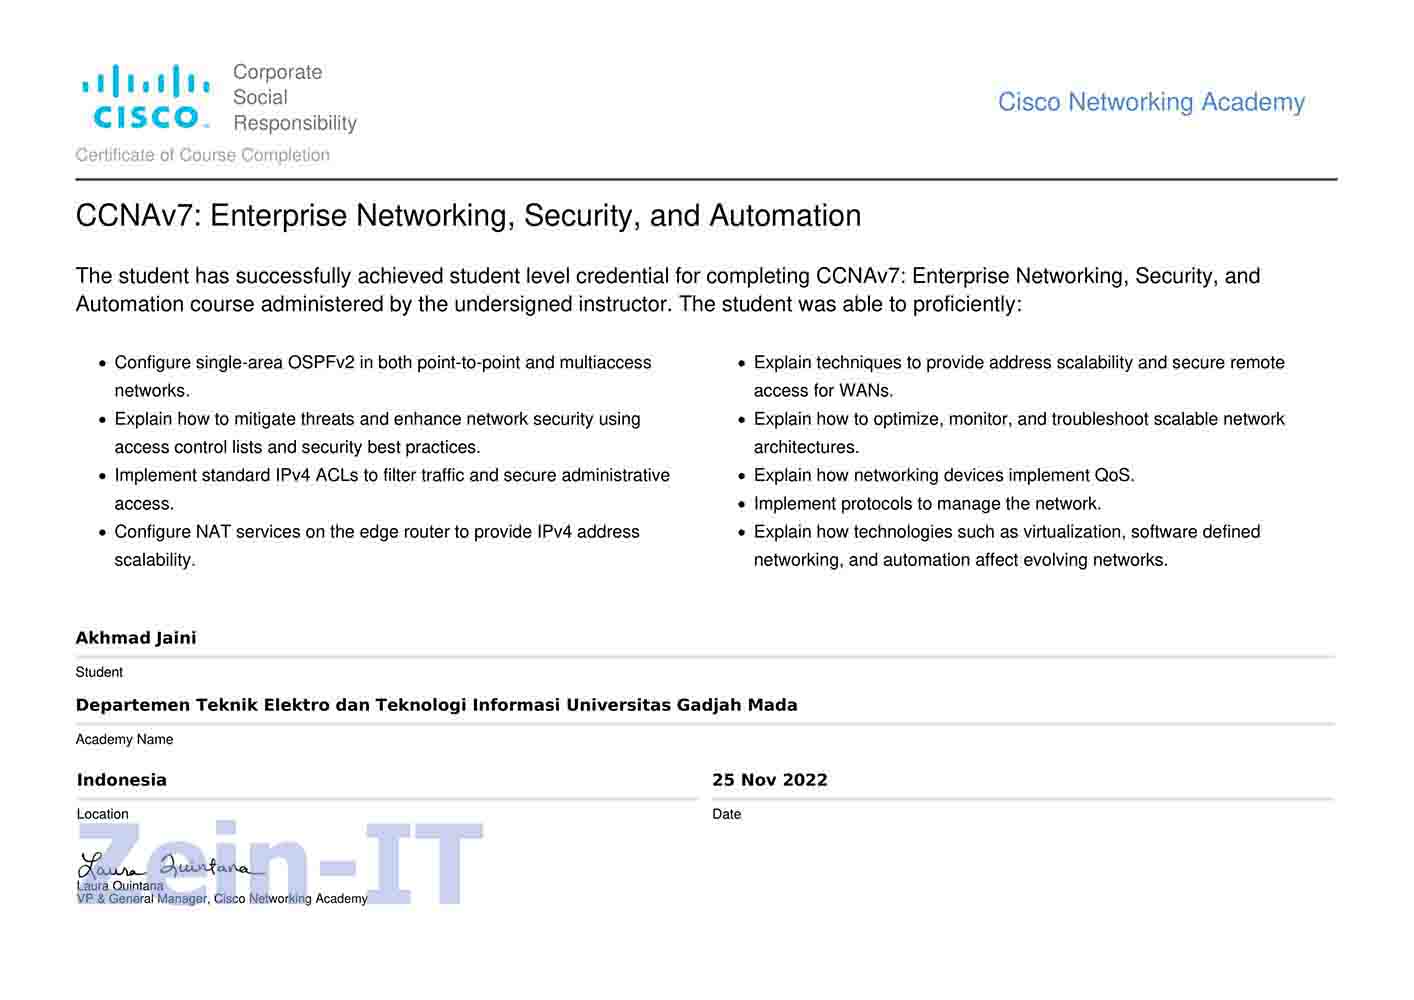 CISCO
Corporate
Social
Responsibility
Cisco Networking Academy
Certificate of Course Completion
CCNAv7: Enterprise Networking, Security, and Automation
The student has successfully achieved student level credential for completing CCNAv7: Enterprise Networking, Security, and
Automation course administered by the undersigned instructor. The student was able to proficiently:
• Configure single-area OSPFv2 in both point-to-point and multiaccess
networks.
• Explain how to mitigate threats and enhance network security using
access control lists and security best practices.
• Implement standard IPv4 ACLs to filter traffic and secure administrative
access.
• Configure NAT services on the edge router to provide IPv4 address
scalability.
• Explain techniques to provide address scalability and secure remote
access for WANs.
• Explain how to optimize, monitor, and troubleshoot scalable network
architectures.
• Explain how networking devices implement QoS.
• Implement protocols to manage the network.
• Explain how technologies such as virtualization, software defined
networking, and automation affect evolving networks.
Akhmad Jaini
Student
Departemen Teknik Elektro dan Teknologi Informasi Universitas Gadjah Mada
Academy Name
Indonesia
Location
25 Nov 2022
Date
Zein-IT
Laura Quintana
Laura Quintana
VP & General Manager, Cisco Networking Academy